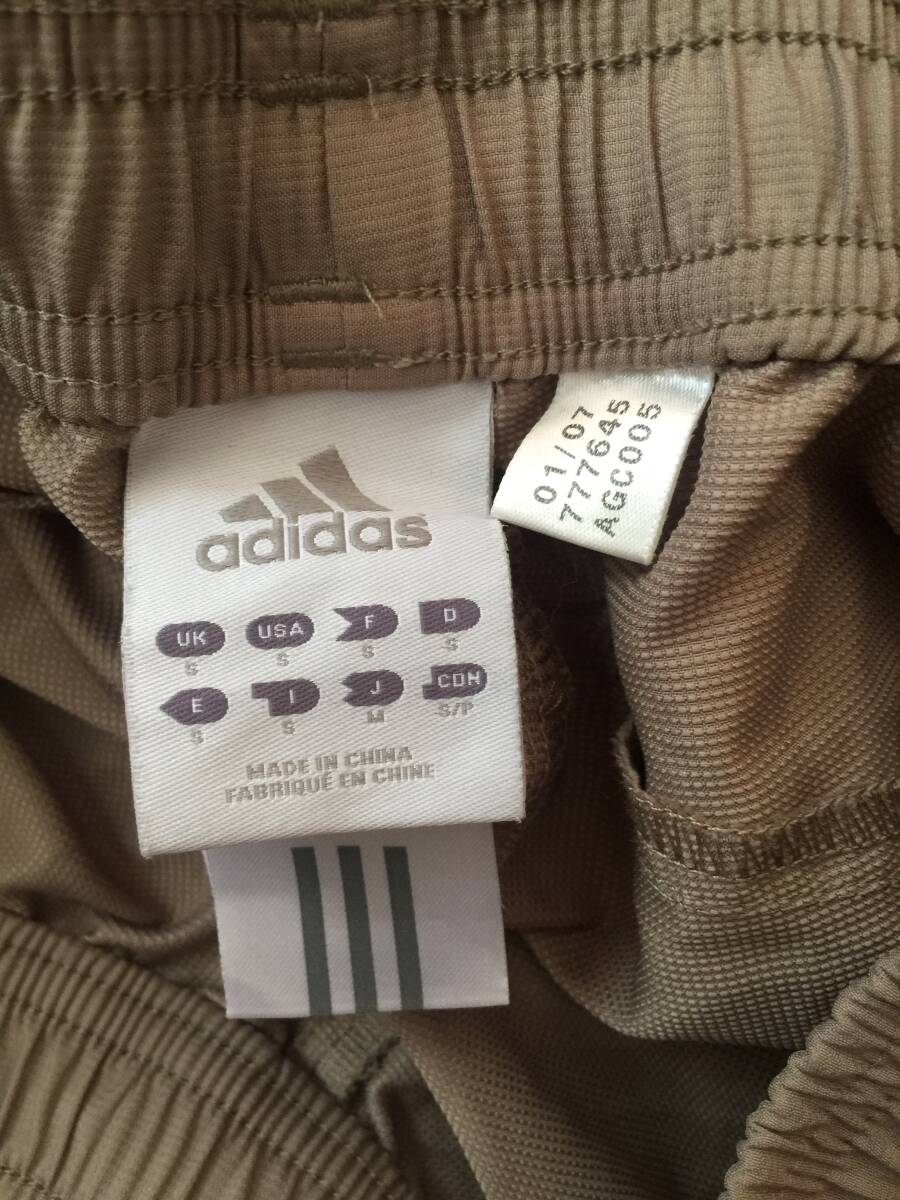 adidas
UK USA F D
S S S S
E I J CDN
S S M S/P
MADE IN CHINA
FABRIQUÉ EN CHINE
01/07
777645
AGC005